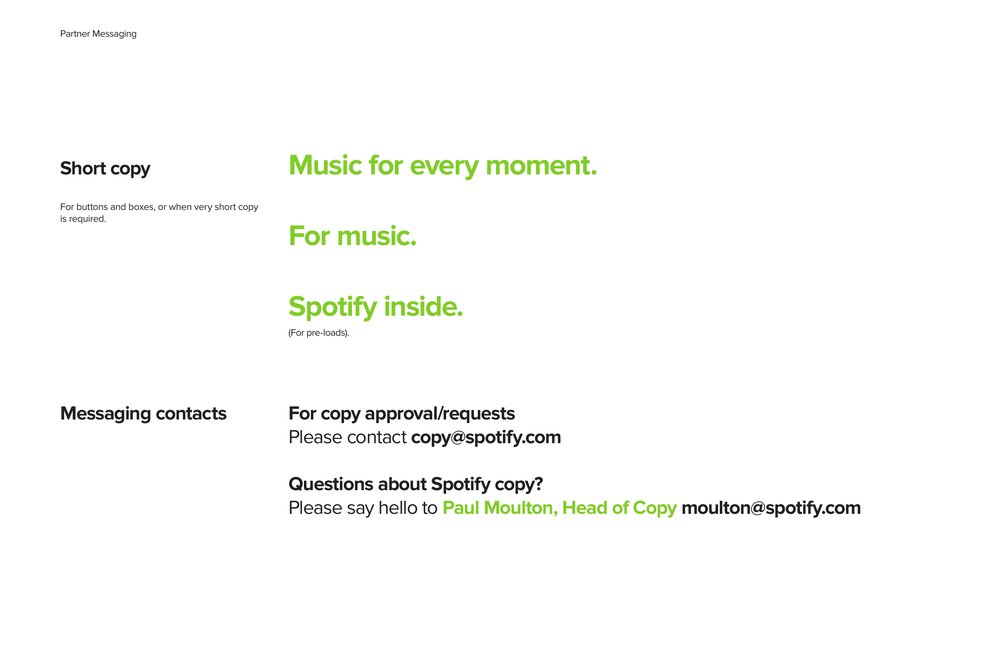 Partner Messaging
Short copy
For buttons and boxes, or when very short copy
is required.
Music for every moment.
For music.
Spotify inside.
(For pre-loads).
Messaging contacts
For copy approval/requests
Please contact copy@spotify.com
Questions about Spotify copy?
Please say hello to Paul Moulton, Head of Copy moulton@spotify.com